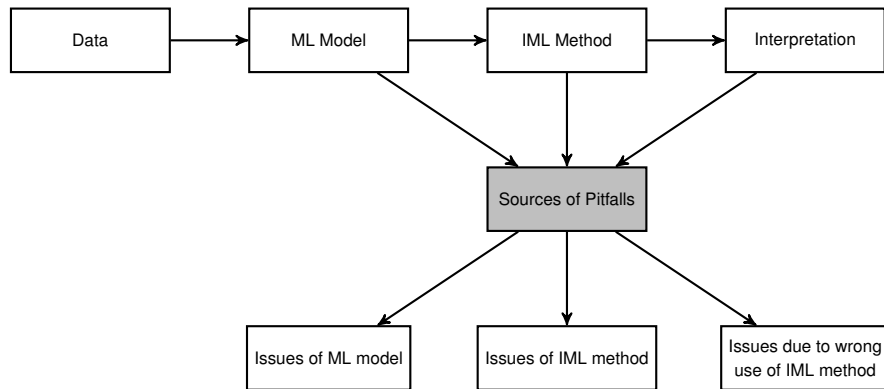 Data
ML Model
IML Method
Interpretation
Sources of Pitfalls
Issues of ML model
Issues of IML method
Issues due to wrong
use of IML method